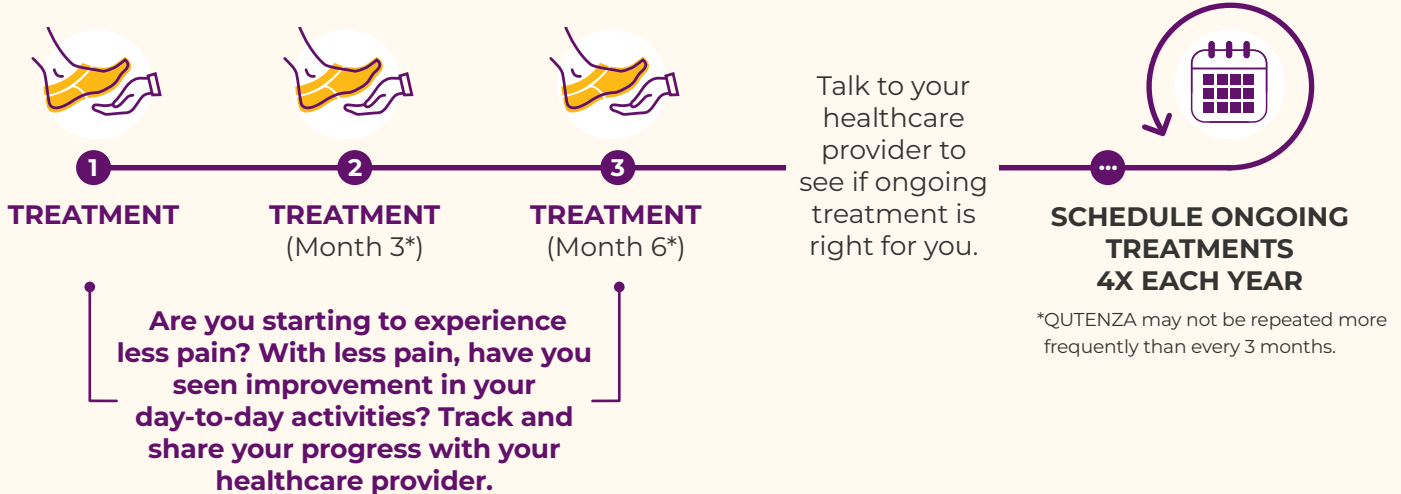 1
TREATMENT
2
TREATMENT
(Month 3*)
3
TREATMENT
(Month 6*)
Are you starting to experience
less pain? With less pain, have you
seen improvement in your
day-to-day activities? Track and
share your progress with your
healthcare provider.
Talk to your
healthcare
provider to
see if ongoing
treatment is
right for you.
...
SCHEDULE ONGOING
TREATMENTS
4X EACH YEAR
*QUTENZA may not be repeated more
frequently than every 3 months.